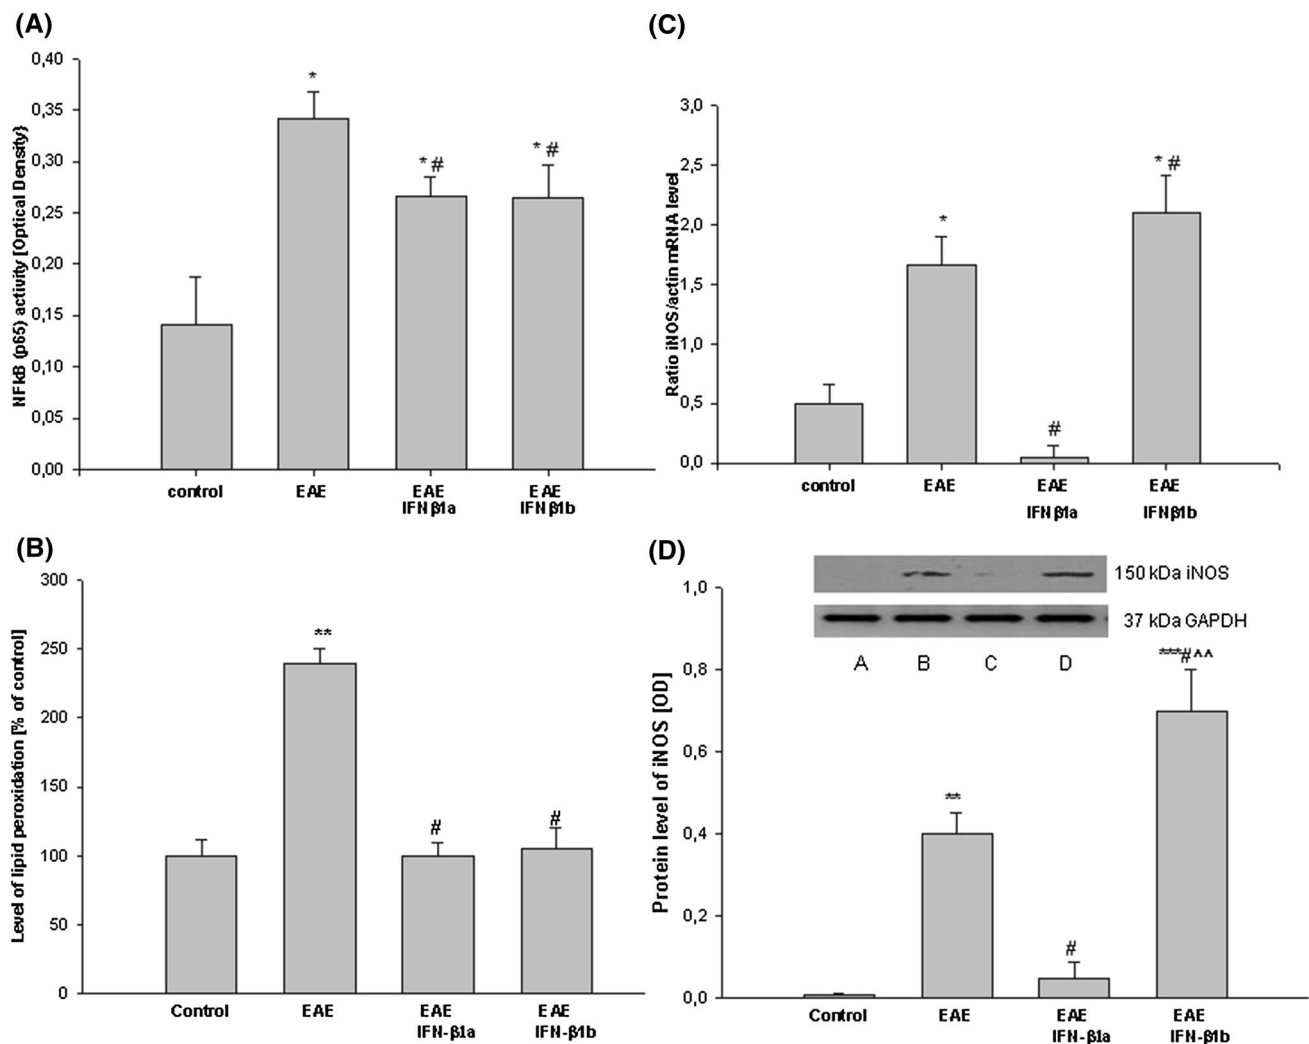 (A)
NFkB (p65) activity [Optical Density}
0,40
0,35
0,30
0,25
0,20
0,15
0,10
0,05
0,00
*
* #
* #
control EAE EAE EAE
IFNβ1a IFNβ1b
(C)
Ratio iNOS/actin mRNA level
3,0
2,5
2,0
1,5
1,0
0,5
0,0
*
#
* #
control EAE EAE EAE
IFNβ1a IFNβ1b
(B)
Level of lipid peroxidation [% of control]
300
250
200
150
100
50
0
**
#
#
Control EAE EAE EAE
IFN-β1a IFN-β1b
(D)
Protein level of iNOS [OD]
150 kDa iNOS
37 kDa GAPDH
A B C D
1,0
0,8
0,6
0,4
0,2
0,0
**
#
***#^^
Control EAE EAE EAE
IFN-β1a IFN-β1b